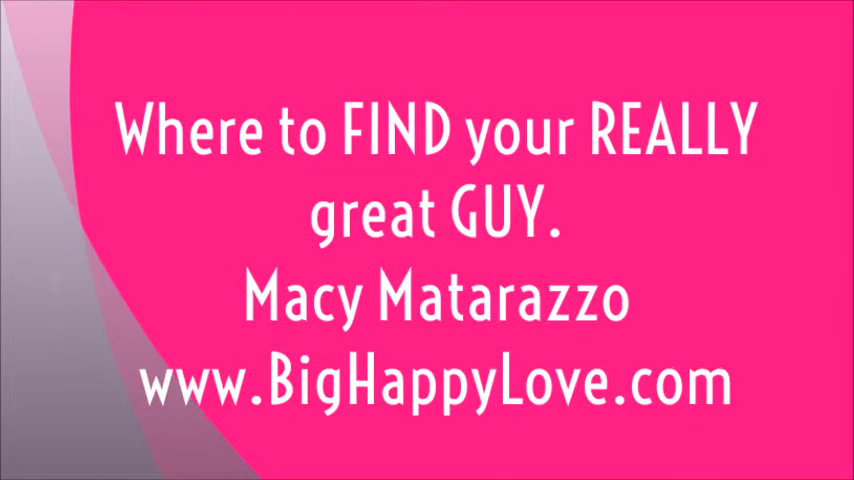 Where to FIND your REALLY
great GUY.
Macy Matarazzo
www.BigHappyLove.com